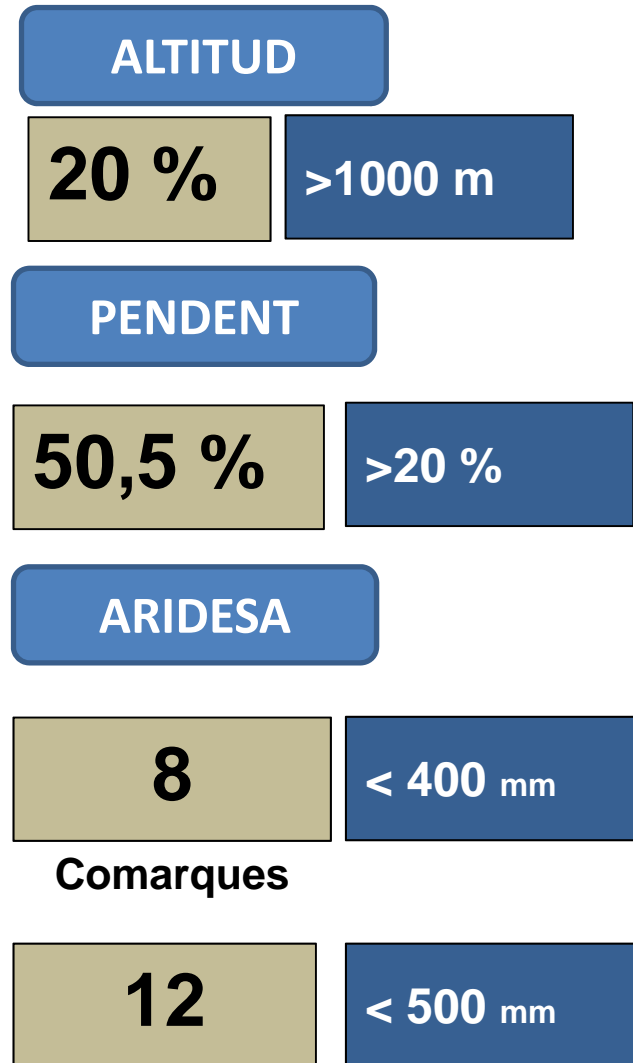 ALTITUD
20 % >1000 m
PENDENT
50,5 % >20 %
ARIDESA
8 < 400 mm
Comarques
12 < 500 mm